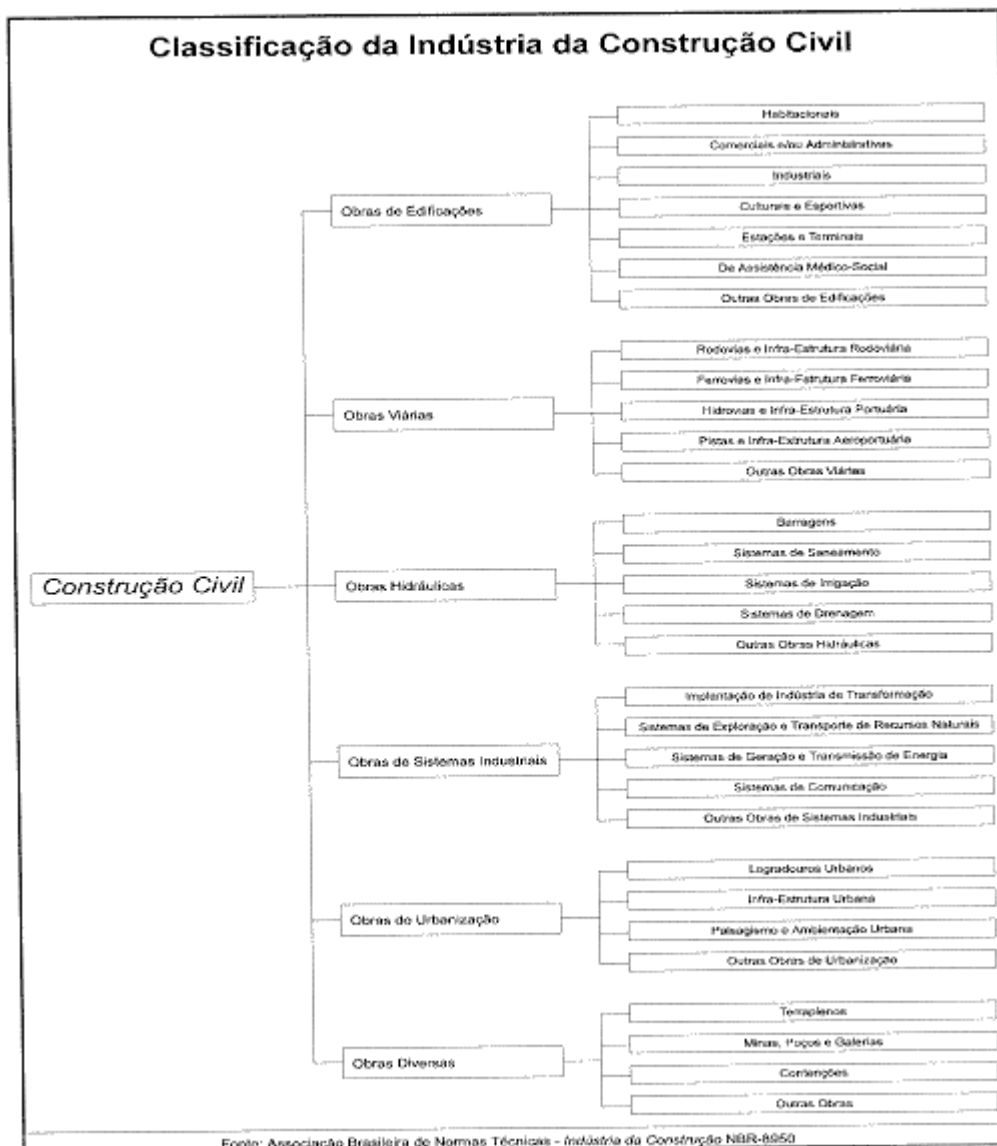 Classificação da Indústria da Construção Civil
Construção Civil
Obras de Edificações
Habitacionais
Comerciais e/ou Administrativas
Industriais
Culturais e Esportivas
Estações e Terminais
De Assistência Médico-Social
Outras Obras de Edificações
Obras Viárias
Rodovias e Infra-Estrutura Rodoviária
Ferrovias e Infra-Estrutura Ferroviária
Hidrovias e Infra-Estrutura Portuária
Pistas e Infra-Estrutura Aeroportuária
Outras Obras Viárias
Obras Hidráulicas
Barragens
Sistemas de Saneamento
Sistemas de Irrigação
Sistemas de Drenagem
Outras Obras Hidráulicas
Obras de Sistemas Industriais
Implantação de Indústria de Transformação
Sistemas de Exploração e Transporte de Recursos Naturais
Sistemas de Geração e Transmissão de Energia
Sistemas de Comunicação
Outras Obras de Sistemas Industriais
Obras de Urbanização
Logradouros Urbanos
Infra-Estrutura Urbana
Paisagismo e Ambientação Urbana
Outras Obras de Urbanização
Obras Diversas
Terraplenos
Minas, Poços e Galerias
Contenções
Outras Obras
Fonte: Associação Brasileira de Normas Técnicas - Indústria da Construção NBR-8950